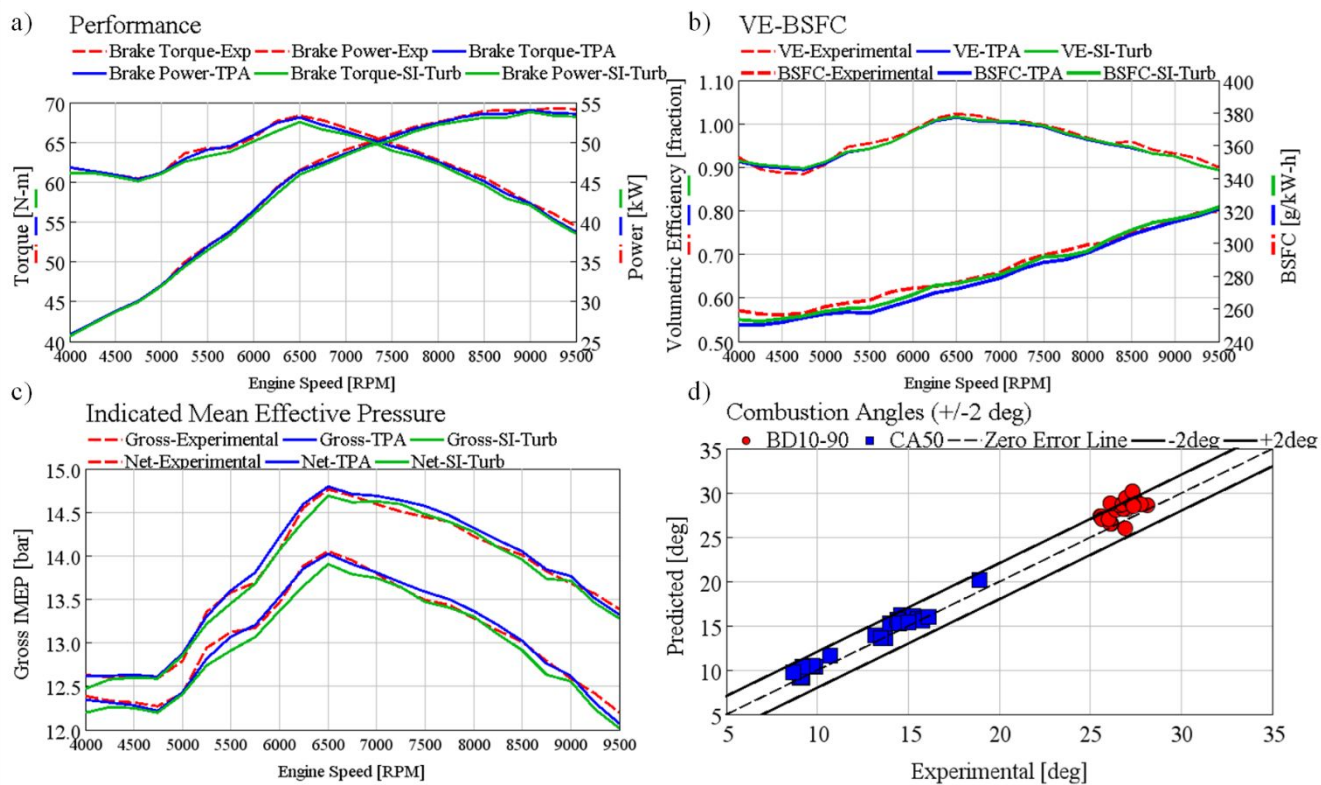 a)
Performance
Brake Torque-Exp Brake Power-Exp Brake Torque-TPA
Brake Power-TPA Brake Torque-SI-Turb Brake Power-SI-Turb
Torque [N-m]
70
65
60
55
50
45
40
Power [kW]
55
50
45
40
35
30
25
4000 4500 5000 5500 6000 6500 7000 7500 8000 8500 9000 9500
Engine Speed [RPM]
b)
VE-BSFC
VE-Experimental VE-TPA VE-SI-Turb
BSFC-Experimental BSFC-TPA BSFC-SI-Turb
Volumetric Efficiency [fraction]
1.10
1.00
0.90
0.80
0.70
0.60
0.50
BSFC [g/kW-h]
400
380
360
340
320
300
280
260
240
4000 4500 5000 5500 6000 6500 7000 7500 8000 8500 9000 9500
Engine Speed [RPM]
c)
Indicated Mean Effective Pressure
Gross-Experimental Gross-TPA Gross-SI-Turb
Net-Experimental Net-TPA Net-SI-Turb
Gross IMEP [bar]
15.0
14.5
14.0
13.5
13.0
12.5
12.0
4000 4500 5000 5500 6000 6500 7000 7500 8000 8500 9000 9500
Engine Speed [RPM]
d)
Combustion Angles (+/-2 deg)
BD10-90 CA50 Zero Error Line -2deg +2deg
Predicted [deg]
35
30
25
20
15
10
5
5 10 15 20 25 30 35
Experimental [deg]